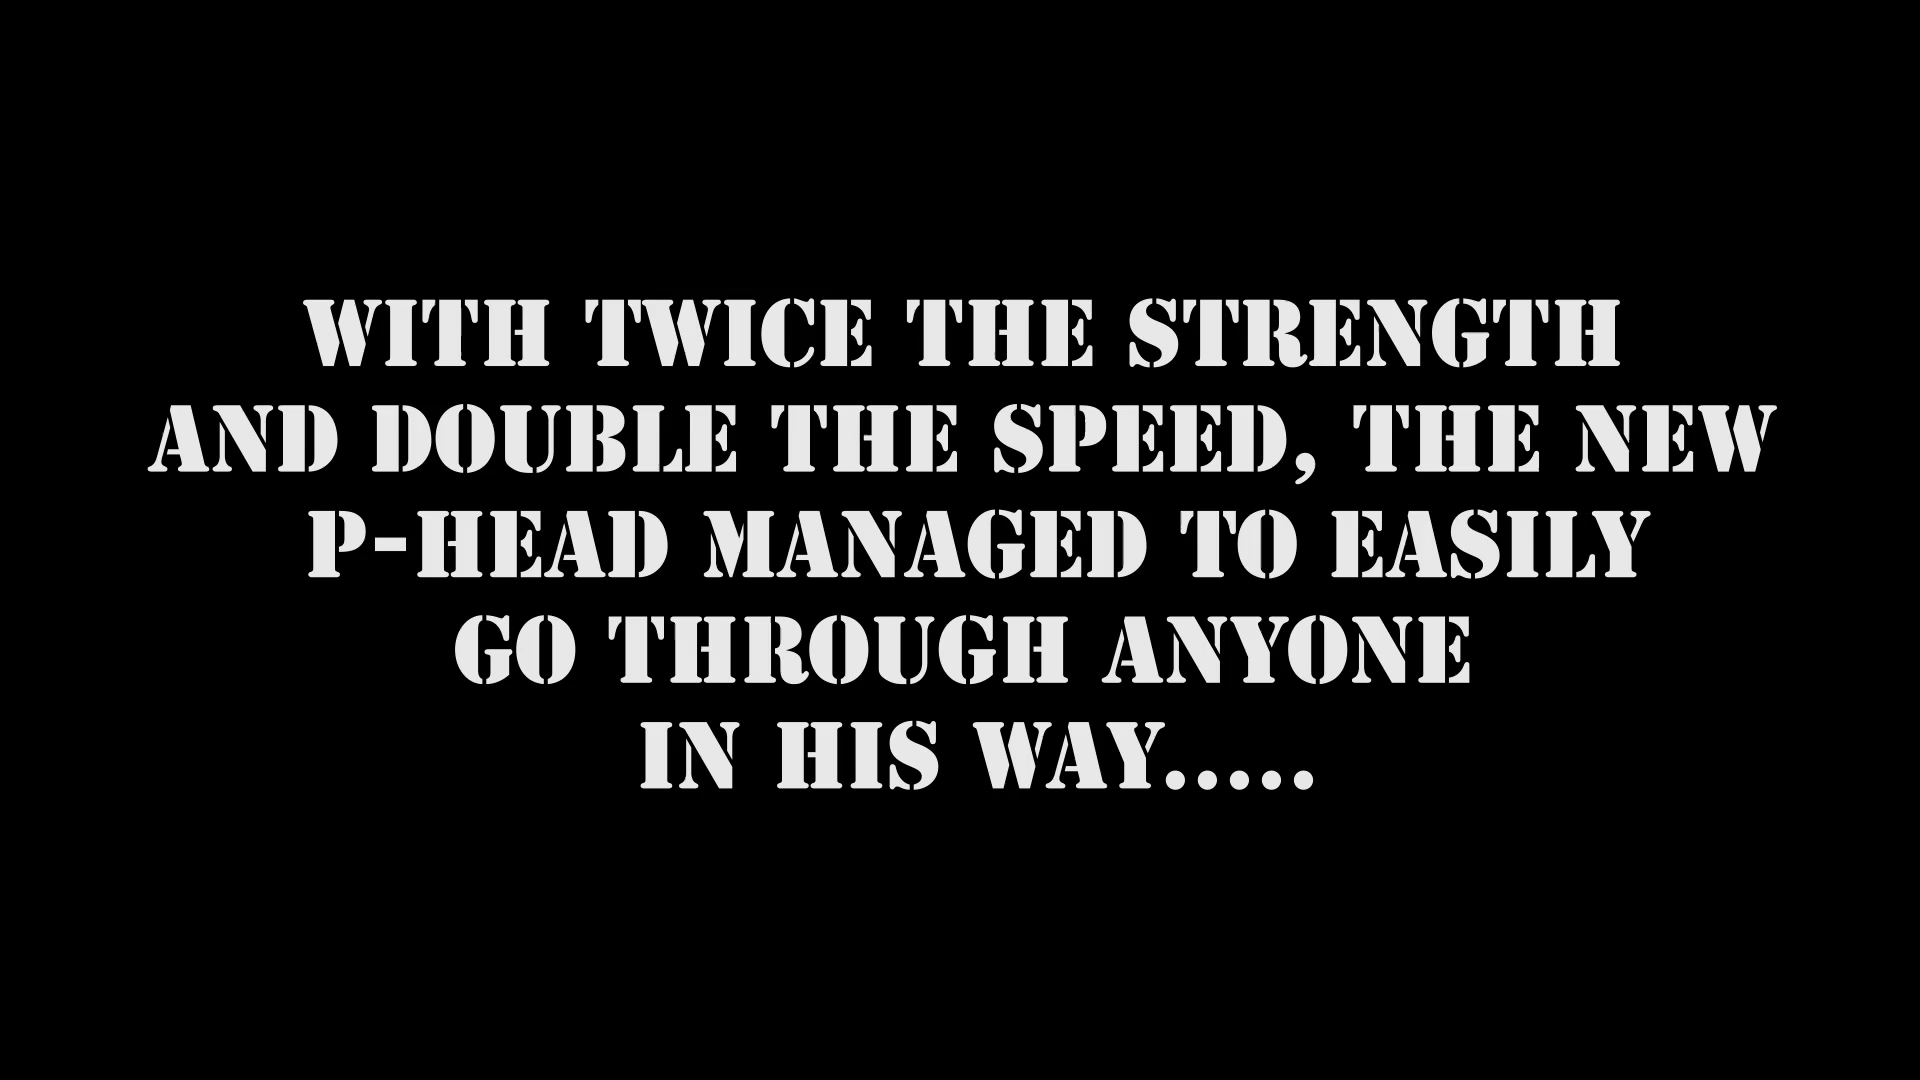 WITH TWICE THE STRENGTH
AND DOUBLE THE SPEED, THE NEW
P-HEAD MANAGED TO EASILY
GO THROUGH ANYONE
IN HIS WAY.....